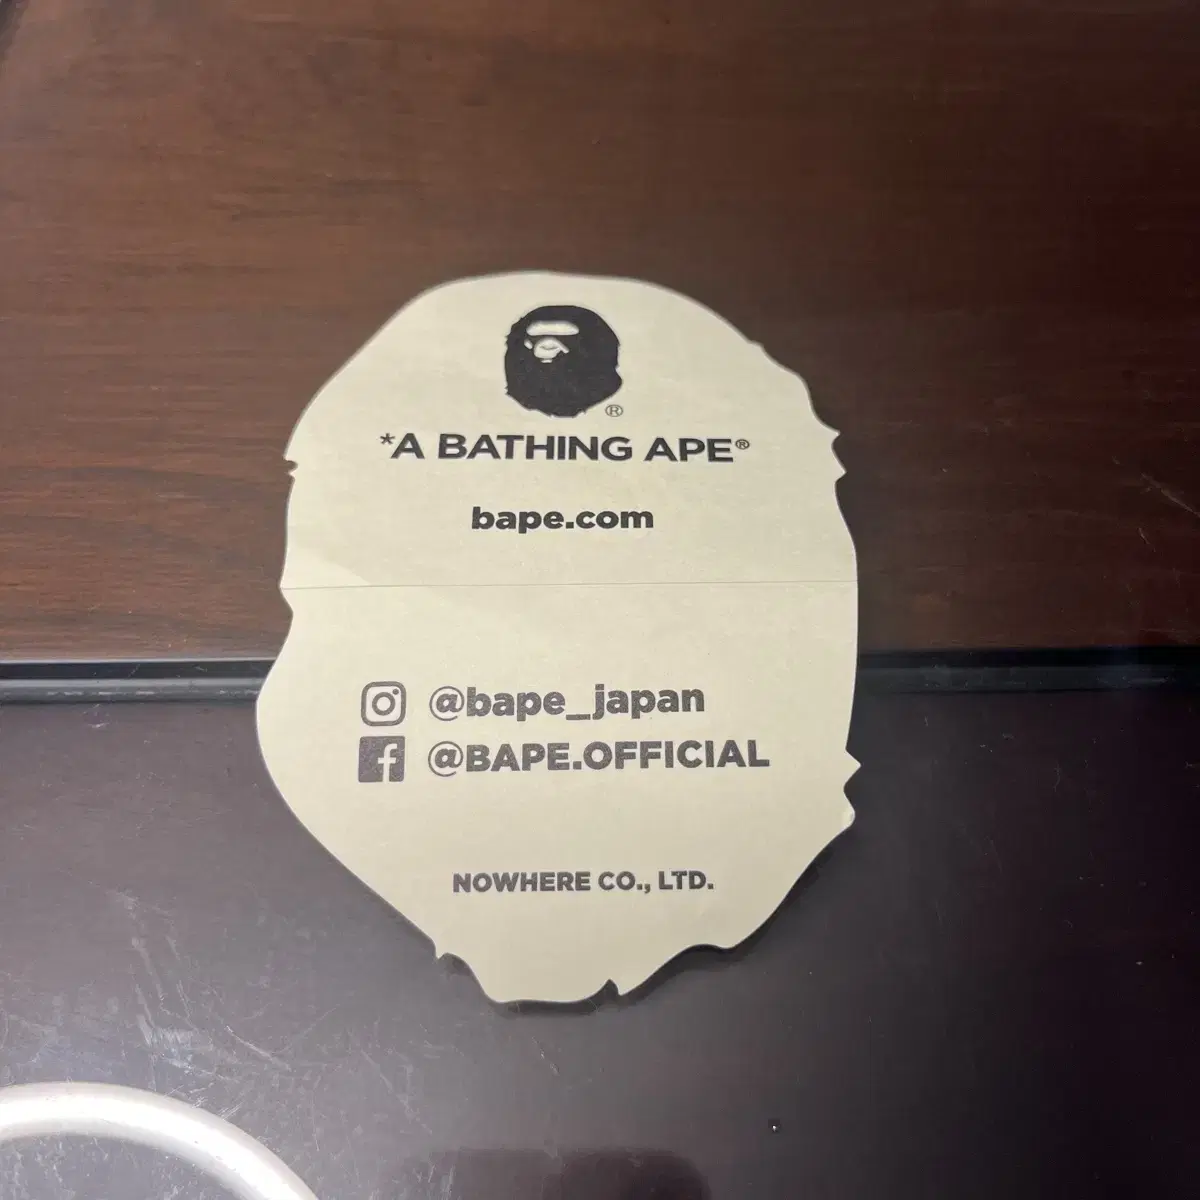 ®
*A BATHING APE®
bape.com
@bape_japan
@BAPE.OFFICIAL
NOWHERE CO., LTD.